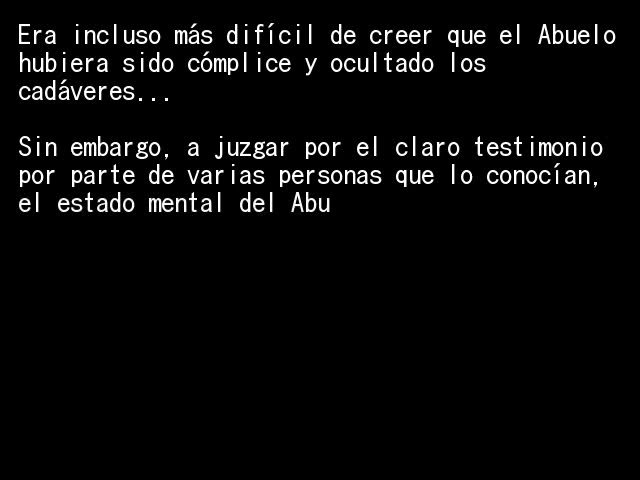 Era incluso más difícil de creer que el Abuelo
hubiera sido cómplice y ocultado los
cadáveres...
Sin embargo, a juzgar por el claro testimonio
por parte de varias personas que lo conocían,
el estado mental del Abu